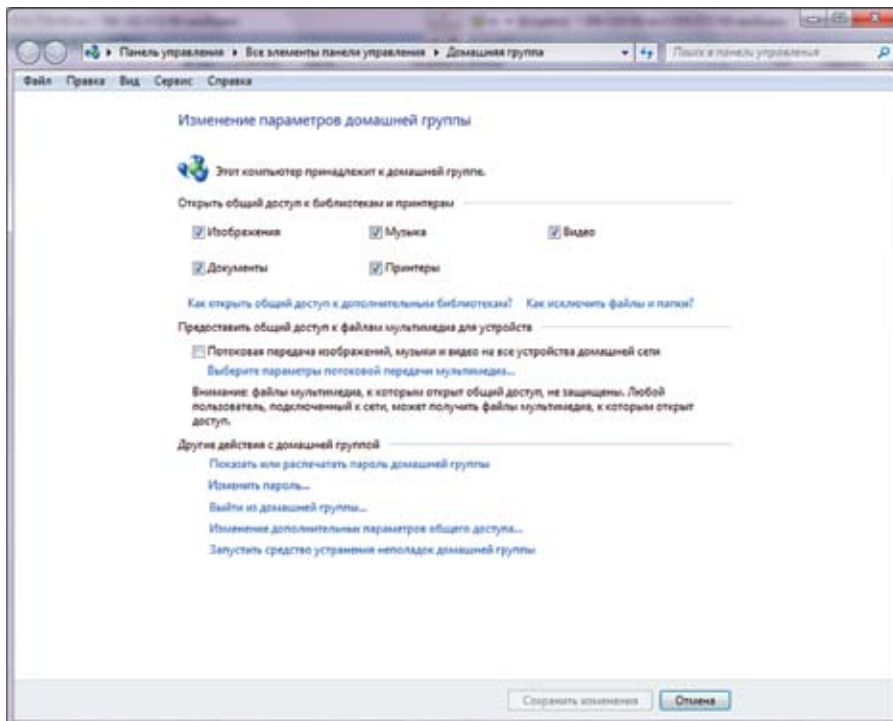 Панель управления ▸ Все элементы панели управления ▸ Домашняя группа
Поиск в панели управления
Файл Правка Вид Сервис Справка
Изменение параметров домашней группы
Этот компьютер принадлежит к домашней группе.
Открыть общий доступ к библиотекам и принтерам
Изображения Музыка Видео
Документы Принтеры
Как открыть общий доступ к дополнительным библиотекам? Как исключить файлы и папки?
Предоставить общий доступ к файлам мультимедиа для устройств
Потоковая передача изображений, музыки и видео на все устройства домашней сети
Выберите параметры потоковой передачи мультимедиа...
Внимание: файлы мультимедиа, к которым открыт общий доступ, не защищены. Любой
пользователь, подключенный к сети, может получить файлы мультимедиа, к которым открыт
доступ.
Другие действия с домашней группой
Показать или распечатать пароль домашней группы
Изменить пароль...
Выйти из домашней группы...
Изменение дополнительных параметров общего доступа...
Запустить средство устранения неполадок домашней группы
Сохранить изменения Отмена